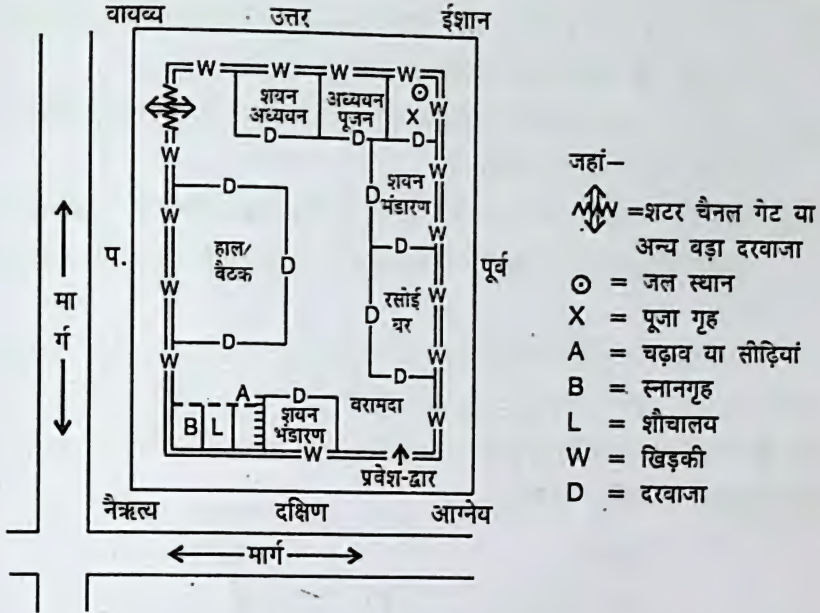 वायव्य उत्तर ईशान
W W W W
शयन
अध्ययन
अध्ययन
पूजन
X
W
D D D
W W
D D
शयन
भंडारण
W W
प. हाल/
वैठक
D D पूर्व
रसोई
घर
D W
D D W
W
A D वरामदा
B L शयन
भंडारण
W
W
प्रवेश-द्वार
नैऋत्य दक्षिण आग्नेय
मार्ग
मार्ग
जहां–
=शटर चैनल गेट या
अन्य वड़ा दरवाजा
⊙ = जल स्थान
X = पूजा गृह
A = चढ़ाव या सीढ़ियां
B = स्नानगृह
L = शौचालय
W = खिड़की
D = दरवाजा